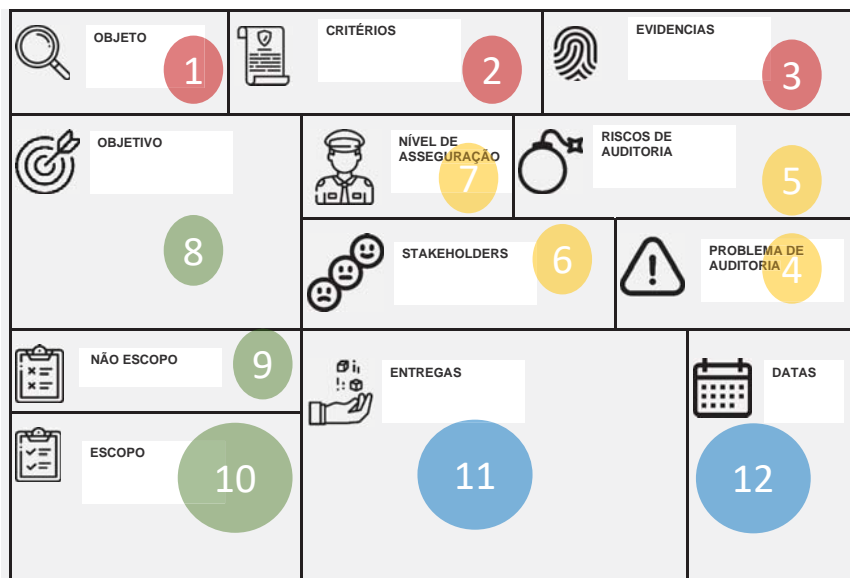 OBJETO
1
CRITÉRIOS
2
EVIDENCIAS
3
OBJETIVO
8
NÍVEL DE
ASSEGURAÇÃO
7
RISCOS DE
AUDITORIA
5
STAKEHOLDERS
6
PROBLEMA DE
AUDITORIA
4
NÃO ESCOPO
9
ESCOPO
10
ENTREGAS
11
DATAS
12